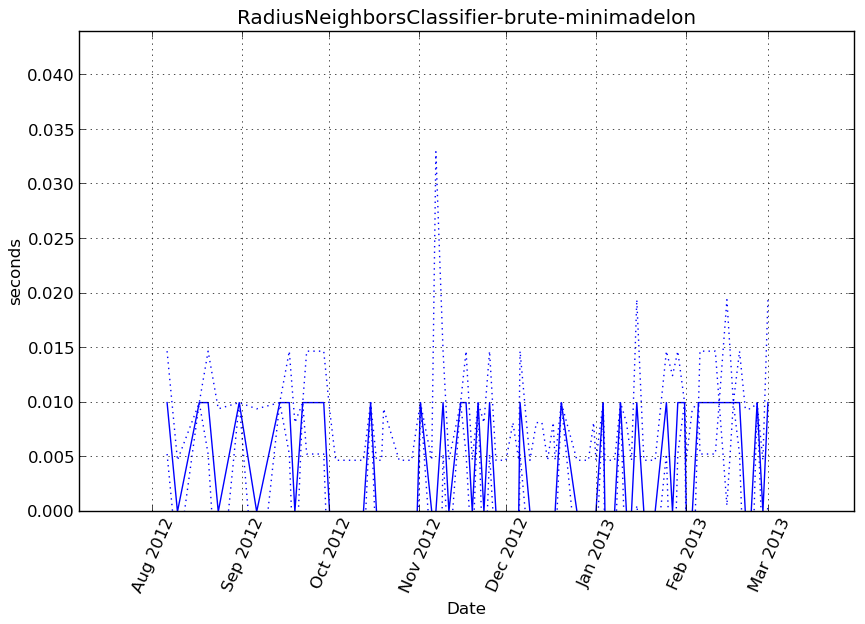 RadiusNeighborsClassifier-brute-minimadelon
0.040
0.035
0.030
0.025
0.020
0.015
0.010
0.005
0.000
seconds
Aug 2012
Sep 2012
Oct 2012
Nov 2012
Dec 2012
Jan 2013
Feb 2013
Mar 2013
Date